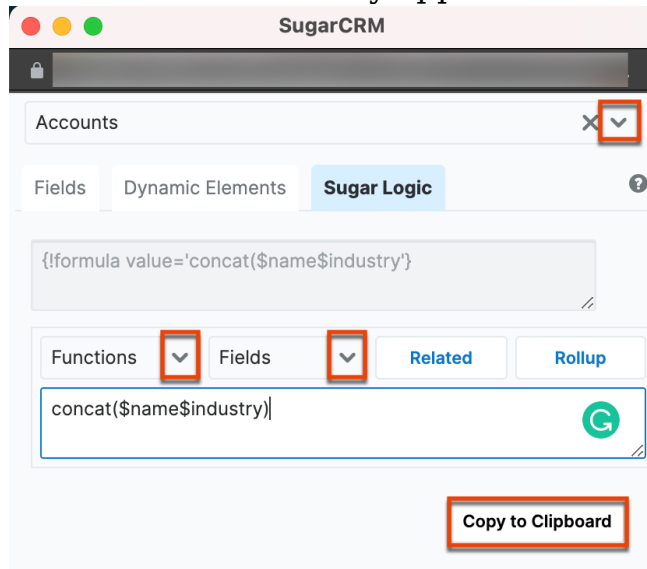 SugarCRM
Accounts
Fields Dynamic Elements Sugar Logic
{!formula value='concat($name$industry'}
Functions Fields Related Rollup
concat($name$industry)
Copy to Clipboard